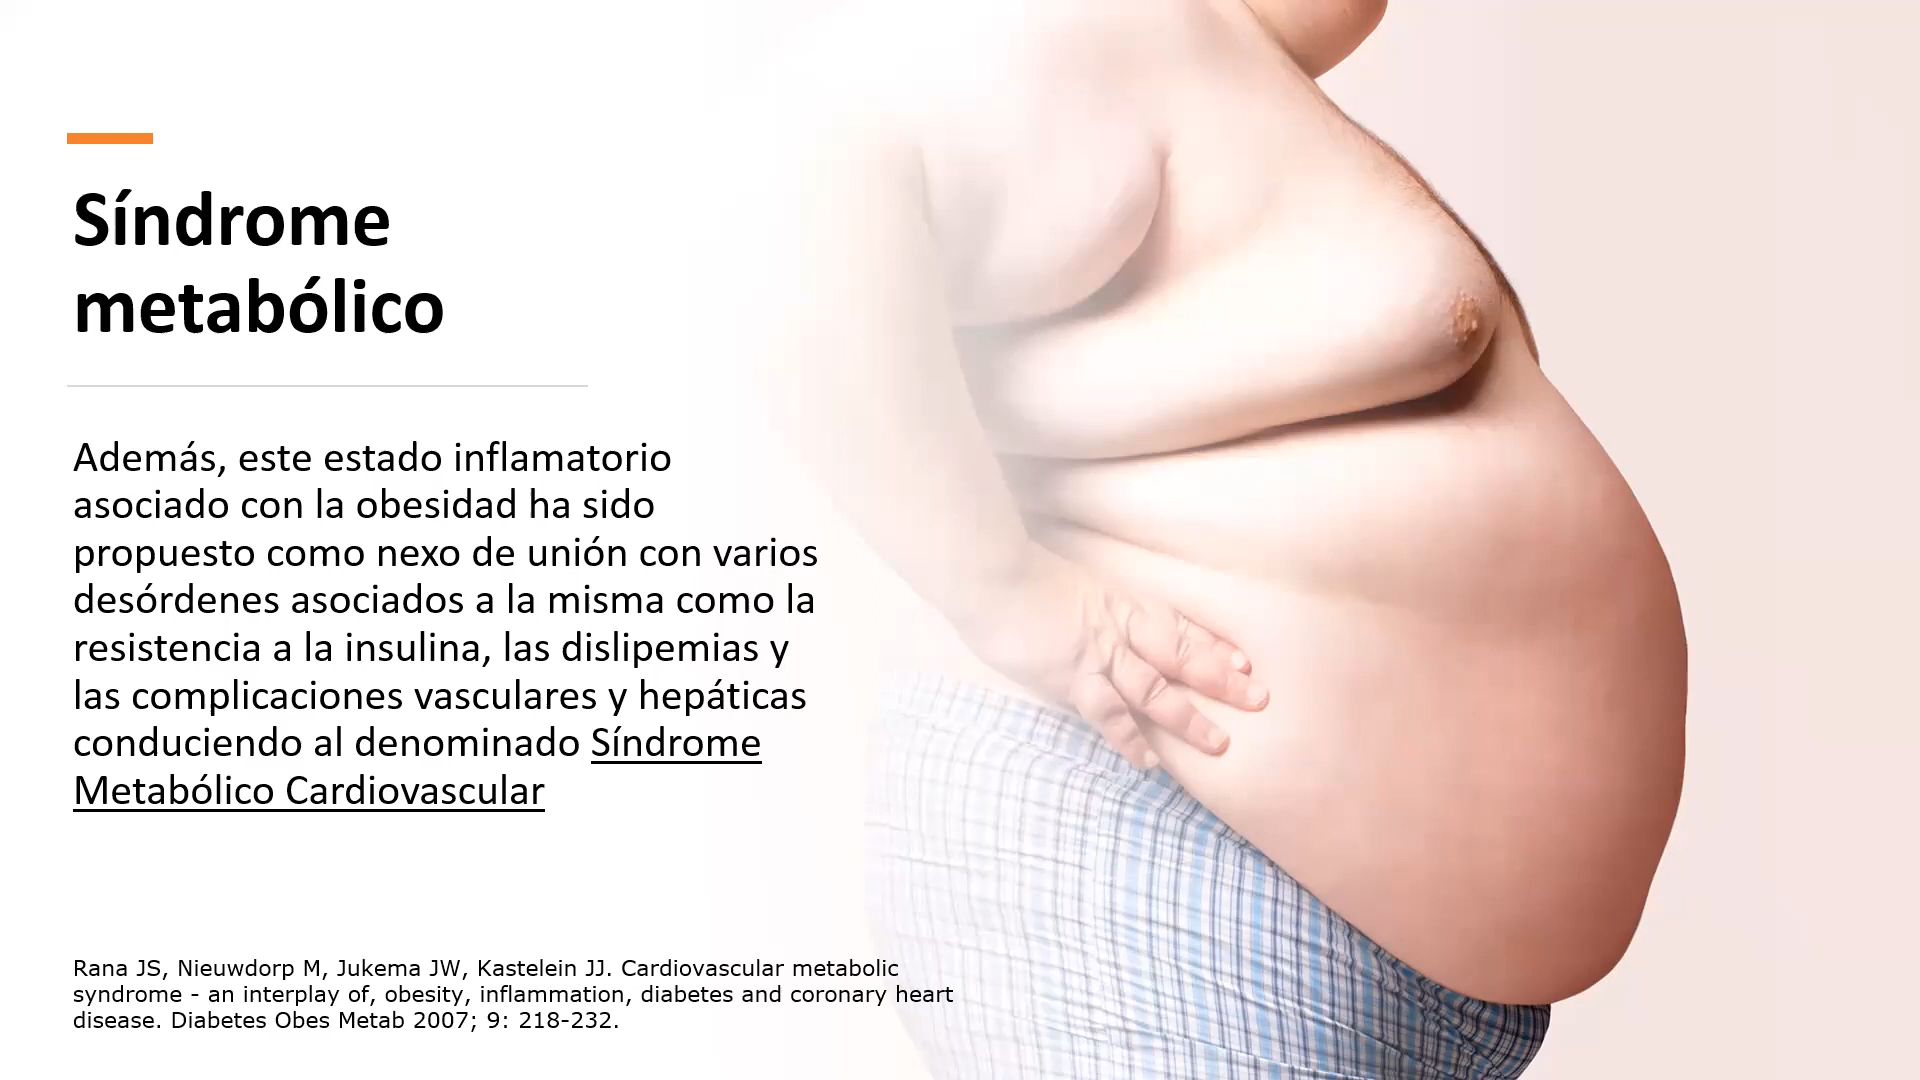 Síndrome
metabólico
Además, este estado inflamatorio
asociado con la obesidad ha sido
propuesto como nexo de unión con varios
desórdenes asociados a la misma como la
resistencia a la insulina, las dislipemias y
las complicaciones vasculares y hepáticas
conduciendo al denominado Síndrome
Metabólico Cardiovascular
Rana JS, Nieuwdorp M, Jukema JW, Kastelein JJ. Cardiovascular metabolic
syndrome - an interplay of, obesity, inflammation, diabetes and coronary heart
disease. Diabetes Obes Metab 2007; 9: 218-232.